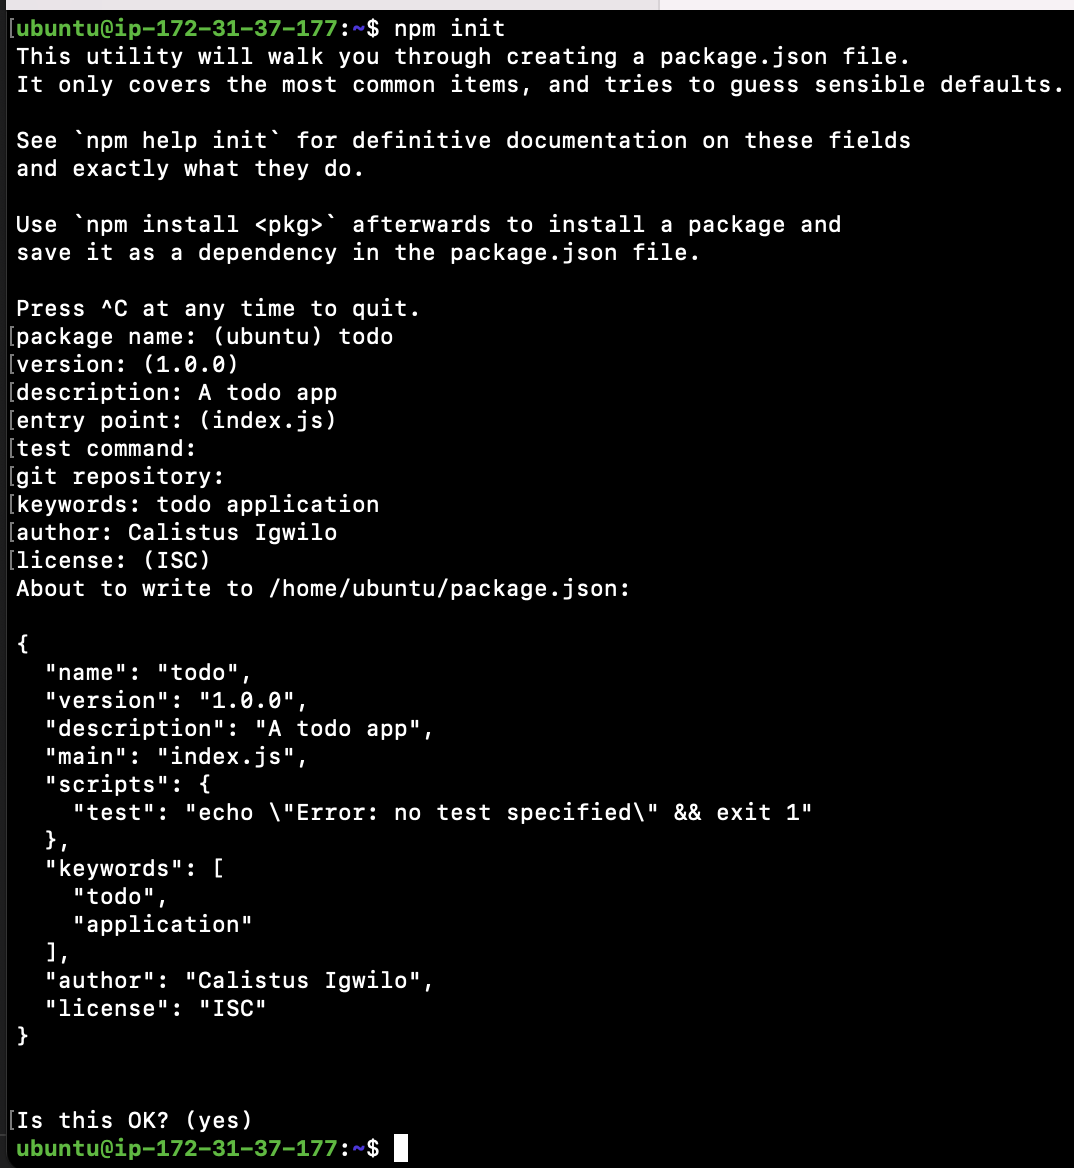 [ubuntu@ip-172-31-37-177:~$ npm init
This utility will walk you through creating a package.json file.
It only covers the most common items, and tries to guess sensible defaults.

See `npm help init` for definitive documentation on these fields
and exactly what they do.

Use `npm install <pkg>` afterwards to install a package and
save it as a dependency in the package.json file.

Press ^C at any time to quit.
[package name: (ubuntu) todo
[version: (1.0.0)
[description: A todo app
[entry point: (index.js)
[test command:
[git repository:
[keywords: todo application
[author: Calistus Igwilo
[license: (ISC)
About to write to /home/ubuntu/package.json:

{
  "name": "todo",
  "version": "1.0.0",
  "description": "A todo app",
  "main": "index.js",
  "scripts": {
    "test": "echo \"Error: no test specified\" && exit 1"
  },
  "keywords": [
    "todo",
    "application"
  ],
  "author": "Calistus Igwilo",
  "license": "ISC"
}

[Is this OK? (yes)
ubuntu@ip-172-31-37-177:~$